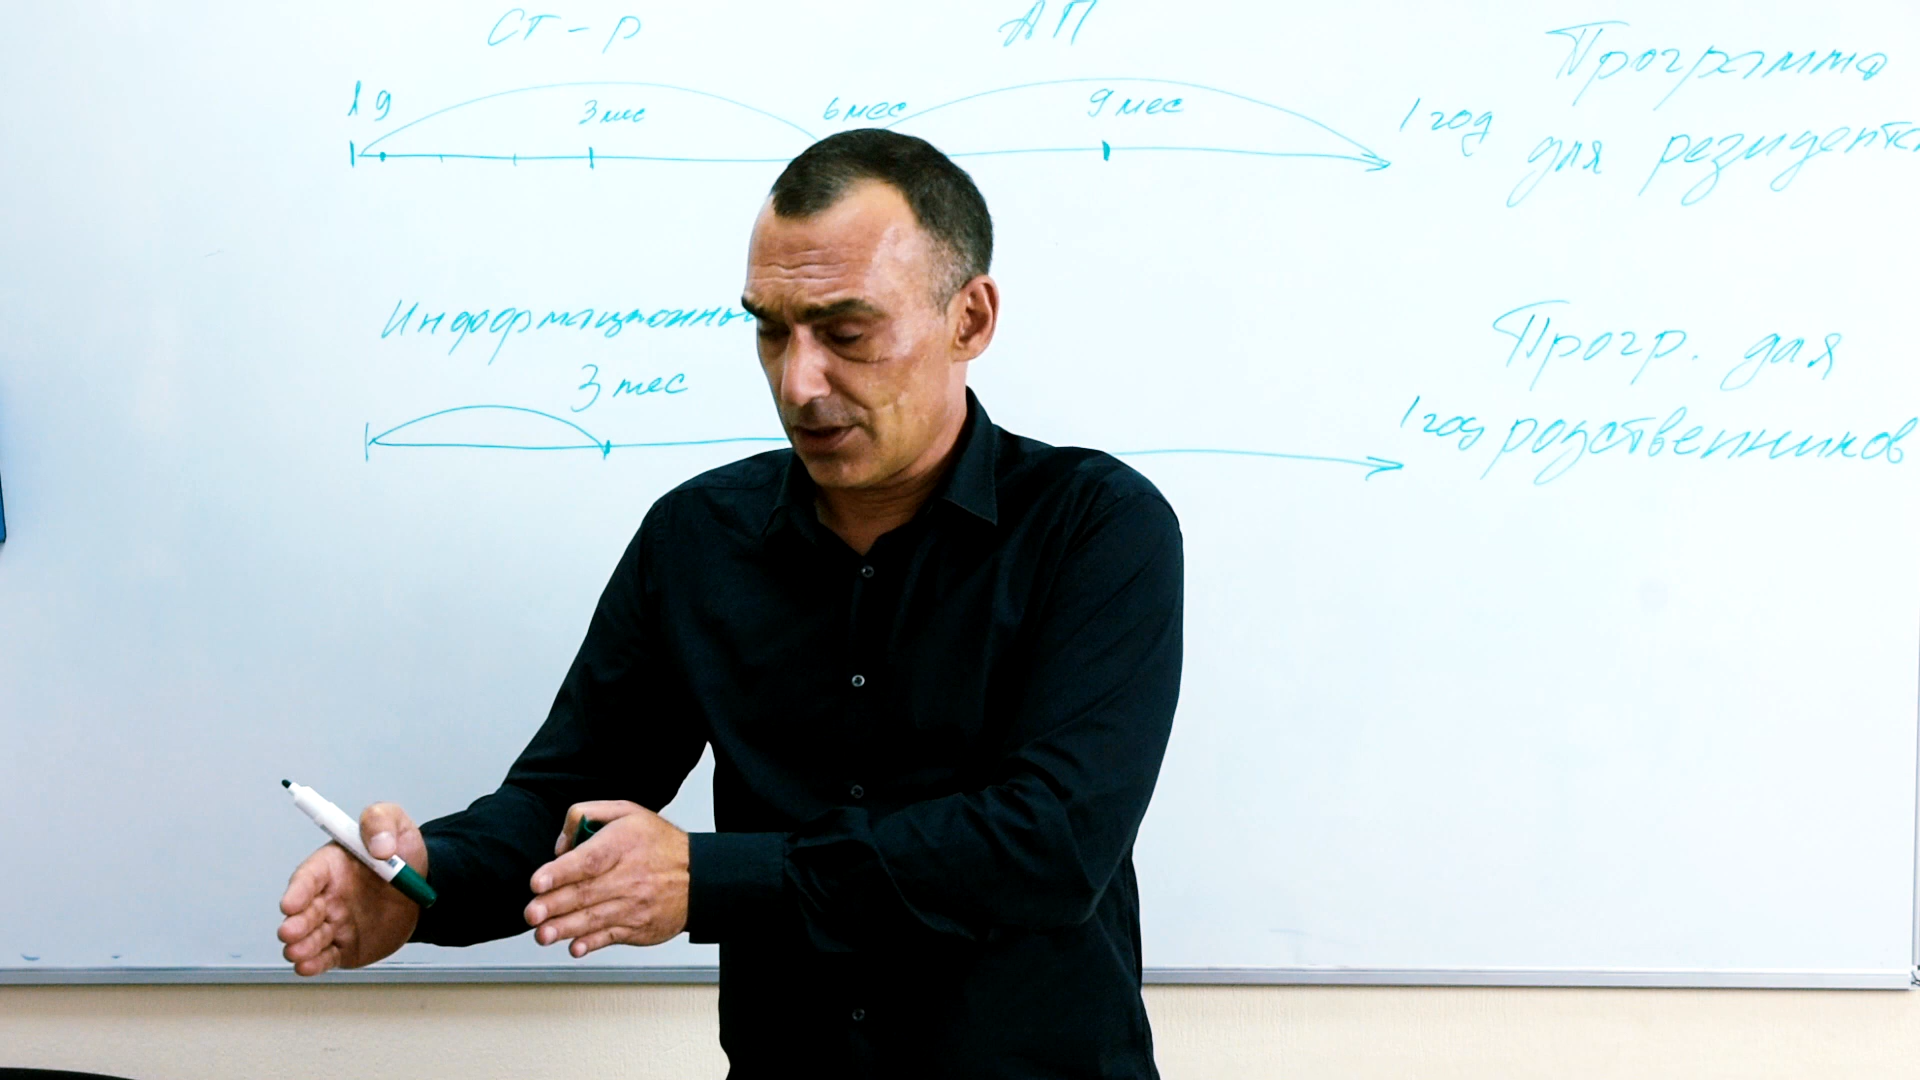 СТ-р АП
1 д 3 мес 6 мес 9 мес 1 год
Программа
для резидента
Информационны
3 мес
1 год
Прогр. для
родственников